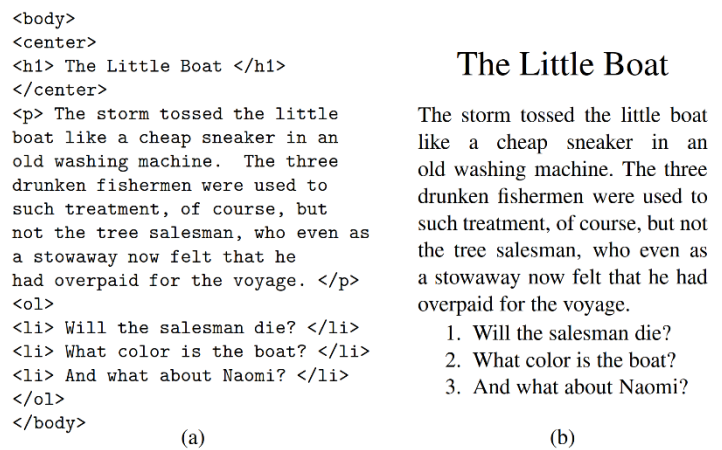 <body>
<center>
<h1> The Little Boat </h1>
</center>
<p> The storm tossed the little
boat like a cheap sneaker in an
old washing machine.  The three
drunken fishermen were used to
such treatment, of course, but
not the tree salesman, who even as
a stowaway now felt that he
had overpaid for the voyage. </p>
<ol>
<li> Will the salesman die? </li>
<li> What color is the boat? </li>
<li> And what about Naomi? </li>
</ol>
</body>
(a)
The Little Boat
The storm tossed the little boat
like a cheap sneaker in an
old washing machine. The three
drunken fishermen were used to
such treatment, of course, but not
the tree salesman, who even as
a stowaway now felt that he had
overpaid for the voyage.
1. Will the salesman die?
2. What color is the boat?
3. And what about Naomi?
(b)